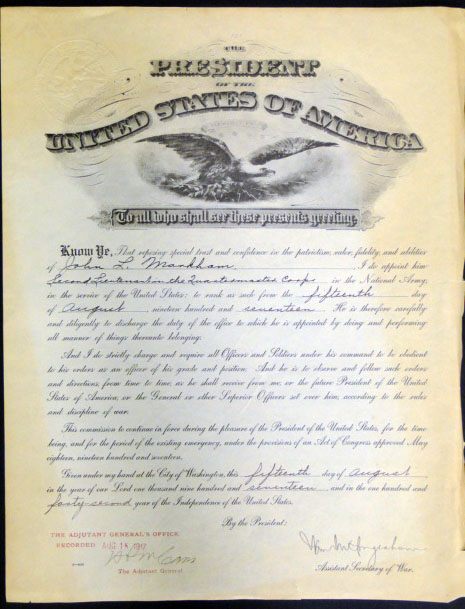 THE
PRESIDENT
OF THE
UNITED STATES OF AMERICA
To all who shall see these presents greeting:
Know Ye, That reposing special trust and confidence in the patriotism, valor, fidelity, and abilities
of John L. Markham I do appoint him
Second Lieutenant in the Quartermaster Corps in the National Army,
in the service of the United States: to rank as such from the fifteenth day
of August nineteen hundred and seventeen. He is therefore carefully
and diligently to discharge the duty of the office to which he is appointed by doing and performing
all manner of things thereunto belonging.
And I do strictly charge and require all Officers and Soldiers under his command to be obedient
to his orders as an officer of his grade and position. And he is to observe and follow such orders
and directions, from time to time, as he shall receive from me, or the future President of the United
States of America, or the General or other Superior Officers set over him, according to the rules
and discipline of war.
This commission to continue in force during the pleasure of the President of the United States, for the time
being, and for the period of the existing emergency, under the provisions of an Act of Congress approved May
eighteen, nineteen hundred and seventeen.
Given under my hand at the City of Washington, this fifteenth day of August
in the year of our Lord one thousand nine hundred and seventeen and in the one hundred and
forty-second year of the Independence of the United States.
By the President:
THE ADJUTANT GENERAL'S OFFICE.
RECORDED AUG 1917
The Adjutant General
Assistant Secretary of War.